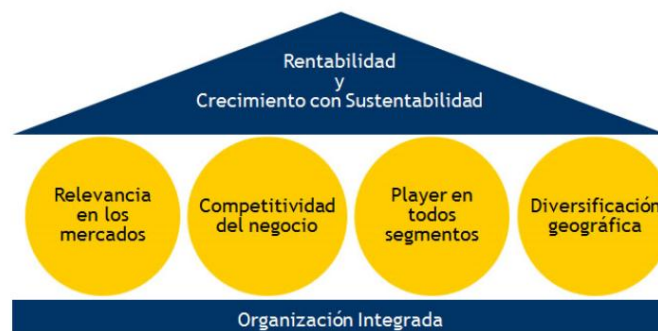 Rentabilidad
y
Crecimiento con Sustentabilidad
Relevancia
en los
mercados
Competitividad
del negocio
Player en
todos
segmentos
Diversificación
geográfica
Organización Integrada